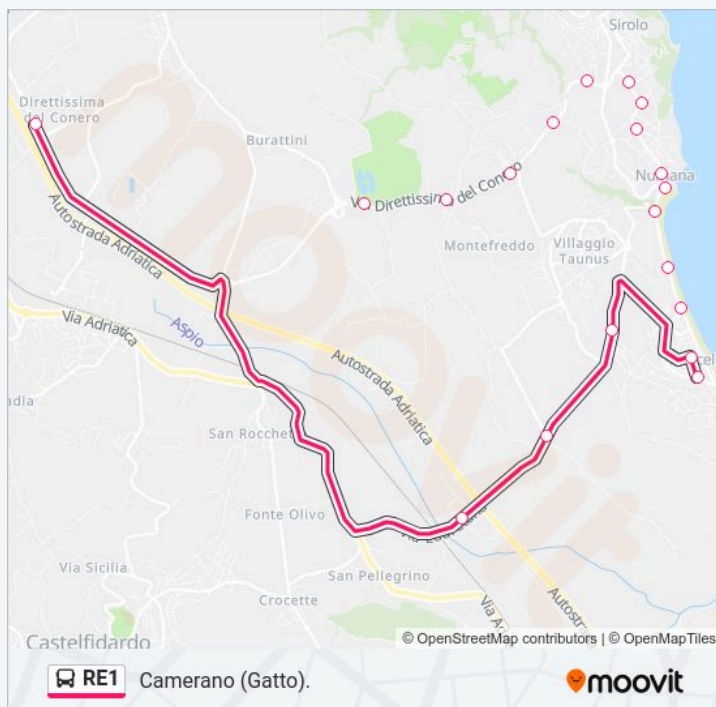 Sirolo
Direttissima
del Conero
Burattini
Via Direttissima del Conero
Numana
Montefreddo
Villaggio
Taunus
Autostrada Adriatica
Via Adriatica
Aspio
Autostrada Adriatica
San Rocchetto
Fonte Olivo
Via Sicilia
San Pellegrino
Crocette
Via
Castelfidardo
© OpenStreetMap contributors | © OpenMapTiles
RE1 Camerano (Gatto).
moovit